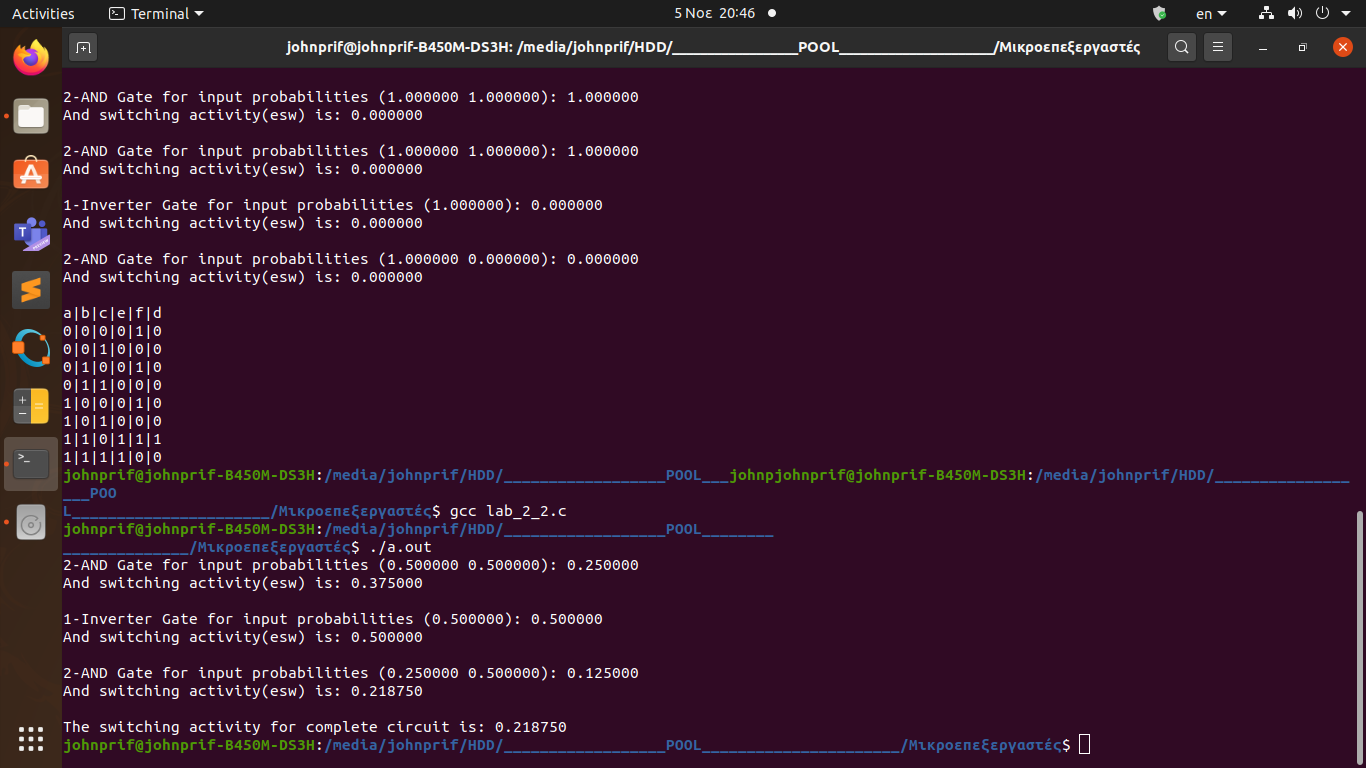 Activities
Terminal
5 Νοε 20:46
en
johnprif@johnprif-B450M-DS3H: /media/johnprif/HDD/________________POOL____________________/Μικροεπεξεργαστές
2-AND Gate for input probabilities (1.000000 1.000000): 1.000000
And switching activity(esw) is: 0.000000
2-AND Gate for input probabilities (1.000000 1.000000): 1.000000
And switching activity(esw) is: 0.000000
1-Inverter Gate for input probabilities (1.000000): 0.000000
And switching activity(esw) is: 0.000000
2-AND Gate for input probabilities (1.000000 0.000000): 0.000000
And switching activity(esw) is: 0.000000
a|b|c|e|f|d
0|0|0|0|1|0
0|0|1|0|0|0
0|1|0|0|1|0
0|1|1|0|0|0
1|0|0|0|1|0
1|0|1|0|0|0
1|1|0|1|1|1
1|1|1|1|0|0
johnprif@johnprif-B450M-DS3H:/media/johnprif/HDD/__________________POOL___johnpjohnprif@johnprif-B450M-DS3H:/media/johnprif/HDD/_______________
___POO
L______________________/Μικροεπεξεργαστές$ gcc lab_2_2.c
johnprif@johnprif-B450M-DS3H:/media/johnprif/HDD/__________________POOL________
______________/Μικροεπεξεργαστές$ ./a.out
2-AND Gate for input probabilities (0.500000 0.500000): 0.250000
And switching activity(esw) is: 0.375000
1-Inverter Gate for input probabilities (0.500000): 0.500000
And switching activity(esw) is: 0.500000
2-AND Gate for input probabilities (0.250000 0.500000): 0.125000
And switching activity(esw) is: 0.218750
The switching activity for complete circuit is: 0.218750
johnprif@johnprif-B450M-DS3H:/media/johnprif/HDD/__________________POOL______________________/Μικροεπεξεργαστές$